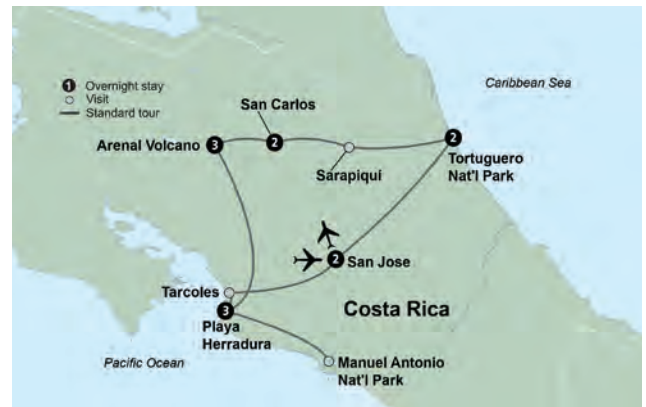 1 Overnight stay
Visit
Standard tour
Caribbean Sea
San Carlos
2
Arenal Volcano 3
2
Sarapiqui
Tortuguero
Nat'l Park
2 San Jose
Tarcoles
Costa Rica
3
Playa
Herradura
Pacific Ocean
Manuel Antonio
Nat'l Park